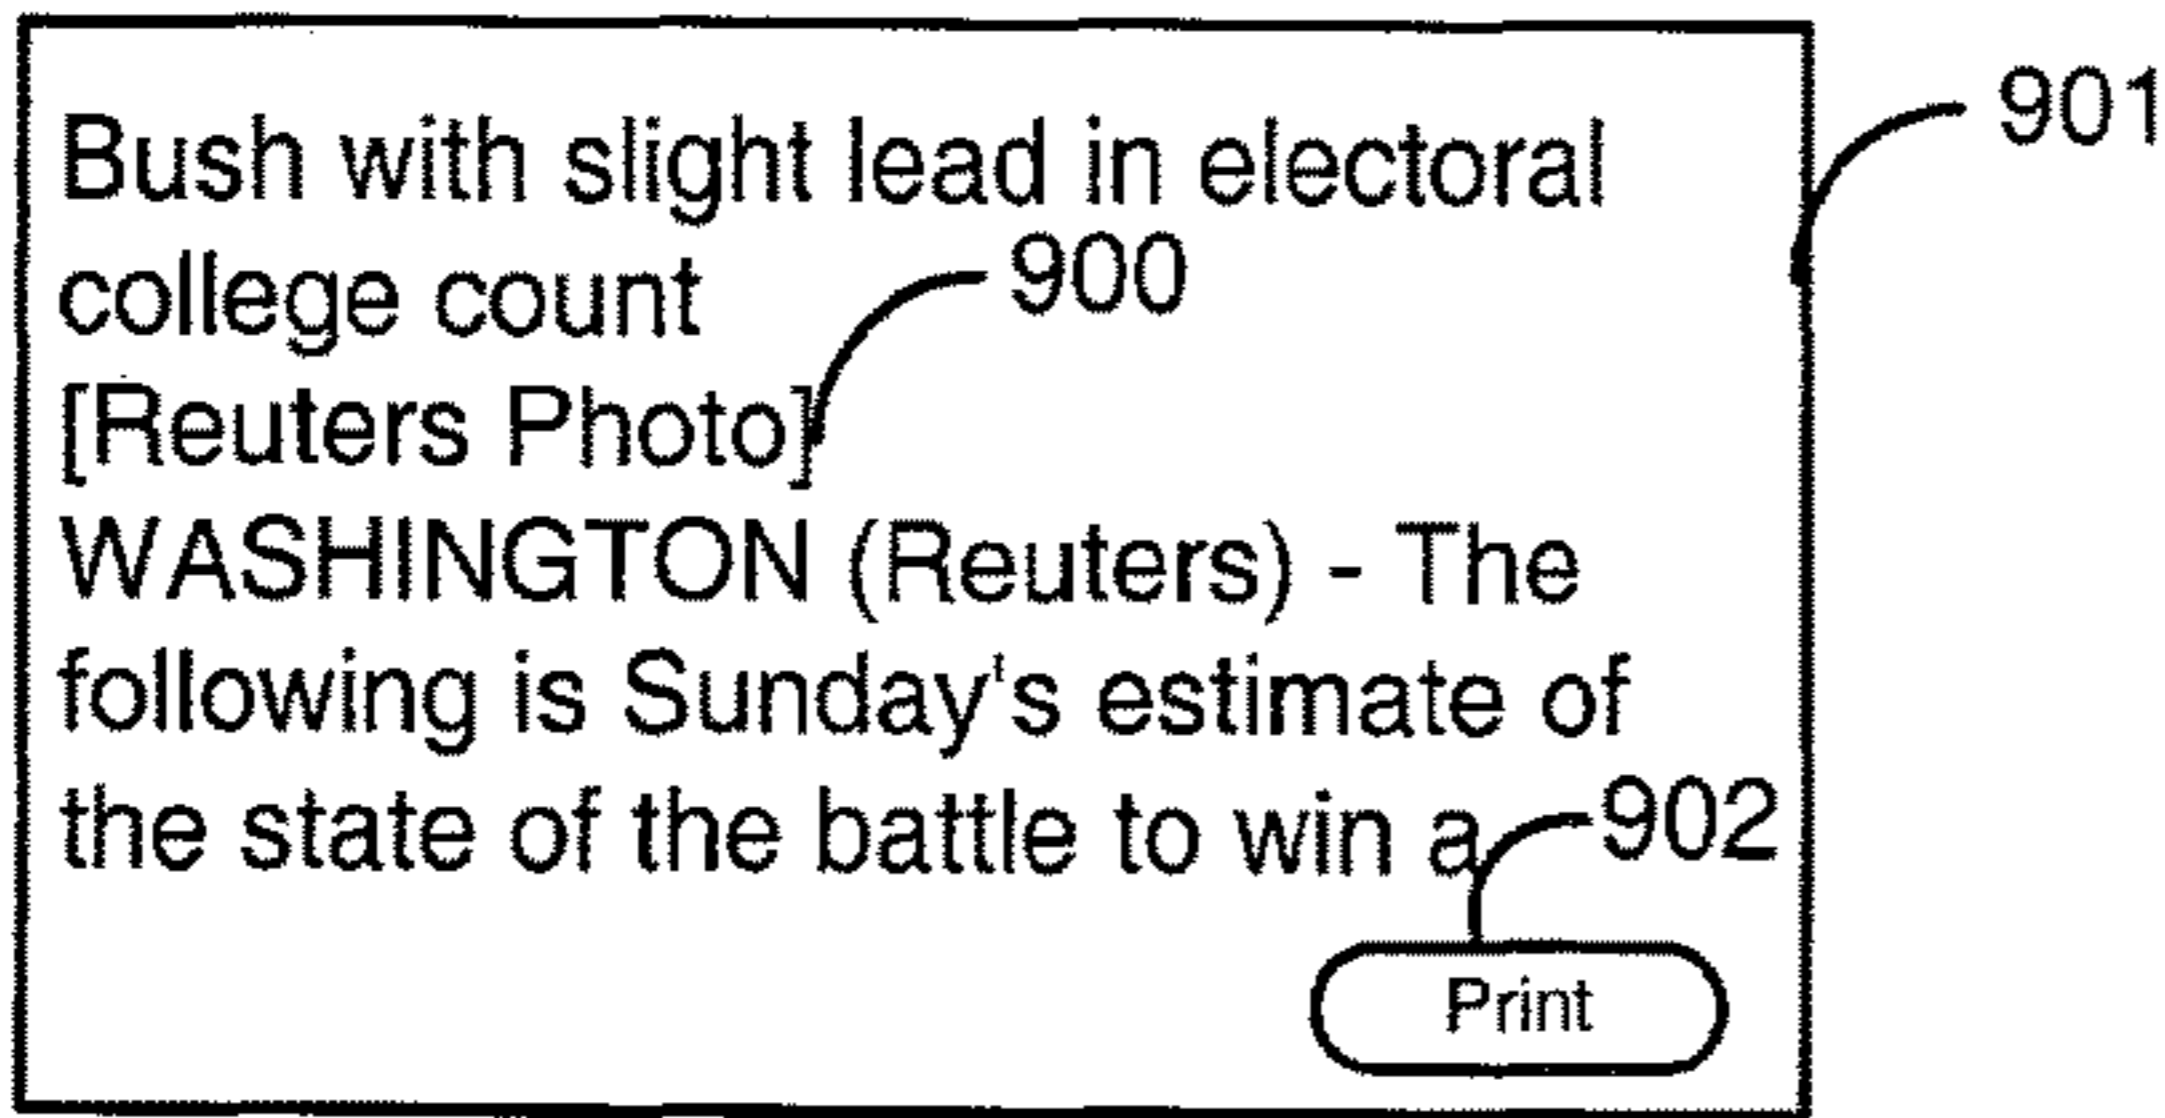 901
Bush with slight lead in electoral
college count
900
[Reuters Photo]
WASHINGTON (Reuters) - The
following is Sunday's estimate of
the state of the battle to win a
902
Print